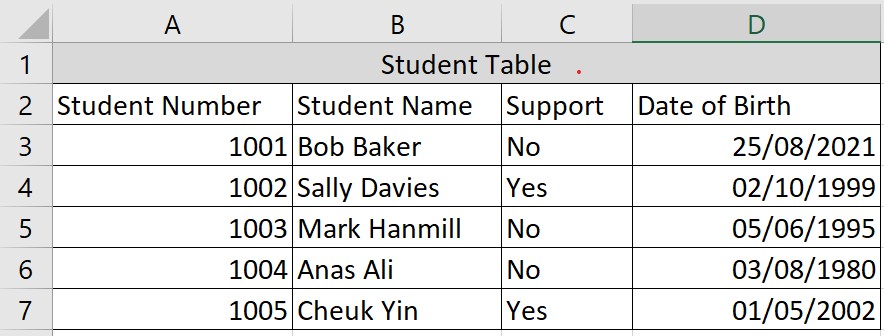 A B C D
1 Student Table .
2 Student Number Student Name Support Date of Birth
3 1001 Bob Baker No 25/08/2021
4 1002 Sally Davies Yes 02/10/1999
5 1003 Mark Hanmill No 05/06/1995
6 1004 Anas Ali No 03/08/1980
7 1005 Cheuk Yin Yes 01/05/2002